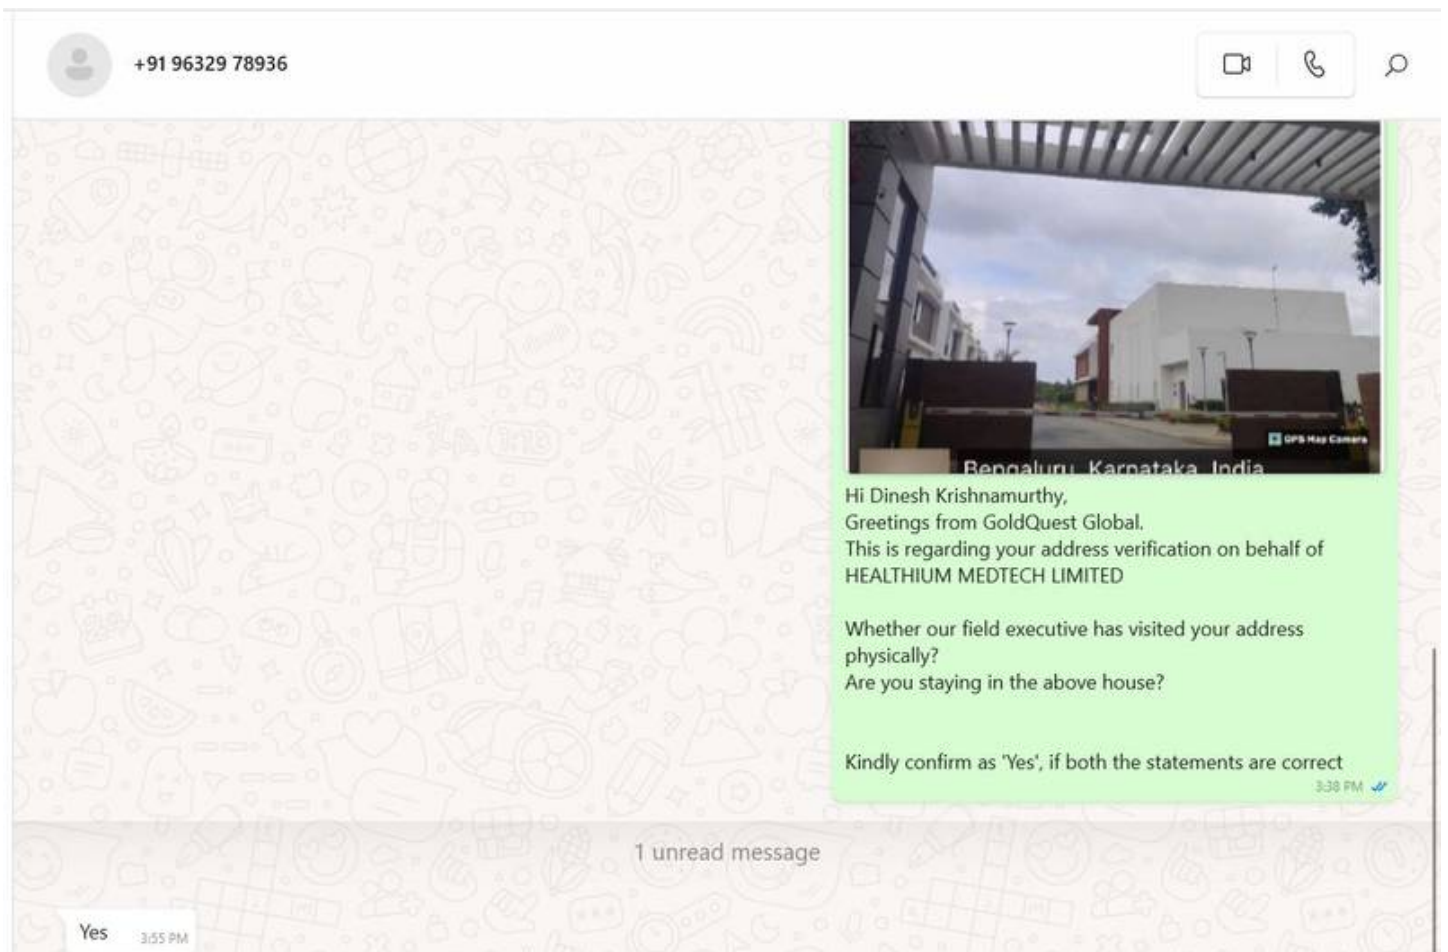 +91 96329 78936
GPS Map Camera
Bengaluru, Karnataka, India
Hi Dinesh Krishnamurthy,
Greetings from GoldQuest Global.
This is regarding your address verification on behalf of
HEALTHIUM MEDTECH LIMITED
Whether our field executive has visited your address
physically?
Are you staying in the above house?
Kindly confirm as 'Yes', if both the statements are correct
3:38 PM
1 unread message
Yes 3:55 PM